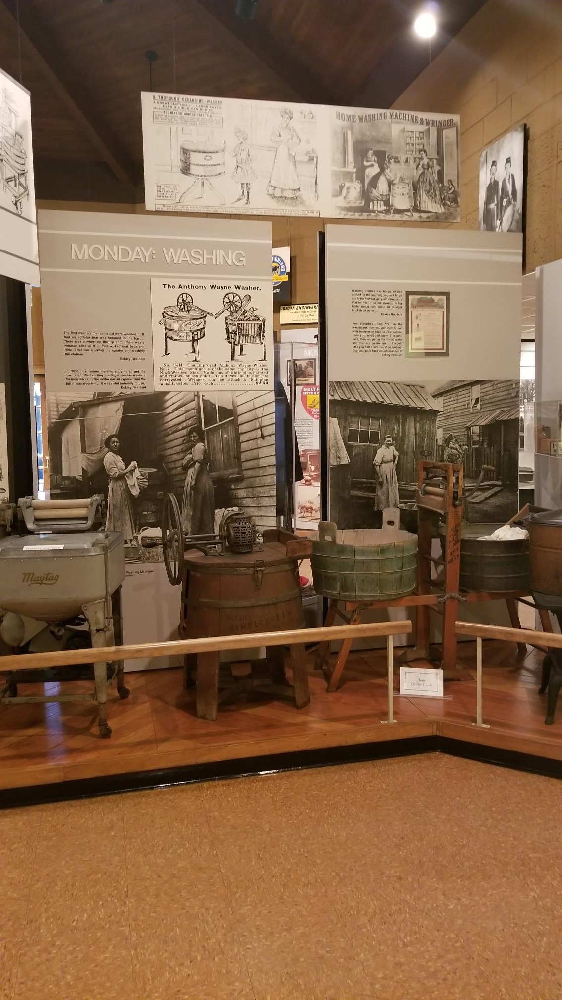 A THOROUGH CLEANSING WASHER
A GREAT CLOTHES and LABOR SAVER.
EVEN A CHILD CAN RUN IT
YOU HAVE SIX MONTHS' FREE TRIAL
HOME WASHING MACHINE & WRINGER.
HOME
WASHER
MONDAY: WASHING
The Anthony Wayne Washer.
No. 16744. The Improved Anthony Wayne Washer
No. 2. This machine is of the same capacity as the
No. 2 Western Star. Made out of white pine, painted
and grained an ash color. The staves and bottom are
corrugated. Wringer can be attached. Shipping
weight, 46 lbs. Price each.....................$2.50
The first washers that came out were wooden.... It
had an agitator that was fastened to the top....
There was a wheel on the top and...there was a
wooden stick in it.... You worked that back and
forth. That was working the agitator and washing
the clothes.
Eckley Resident
In 1924 or so some men were trying to get the
town electrified so they could get electric washers
for their wives....The motor was all exposed and the
tub it was wooden....It was awful unhandy to use.
Eckley Resident
HIGHLAND
GATTI ENGINEERI
MOV
BELTR
ENTERP
Washing clothes was tough. At five
o'clock in the morning you had to go
out to the hydrant, get your water, carry
that in, heat it on the stove.... A big
boiler would hold about six or eight
buckets of water....
Eckley Resident
You scrubbed them first on the
washboard, then you put them to boil
with homemade soap or Fels Naptha,
then you scrubbed them a second
time, then you put in the rinsing water
and then out on the line.... It would
take you half a day, you'd be rubbing.
Boy, your poor back would really had it.
Eckley Resident
Washing Machine
PLEASE DO NOT TOUCH
Maytag
ROTARY
SIMPLEX
WRINGER
Please
Do Not Touch